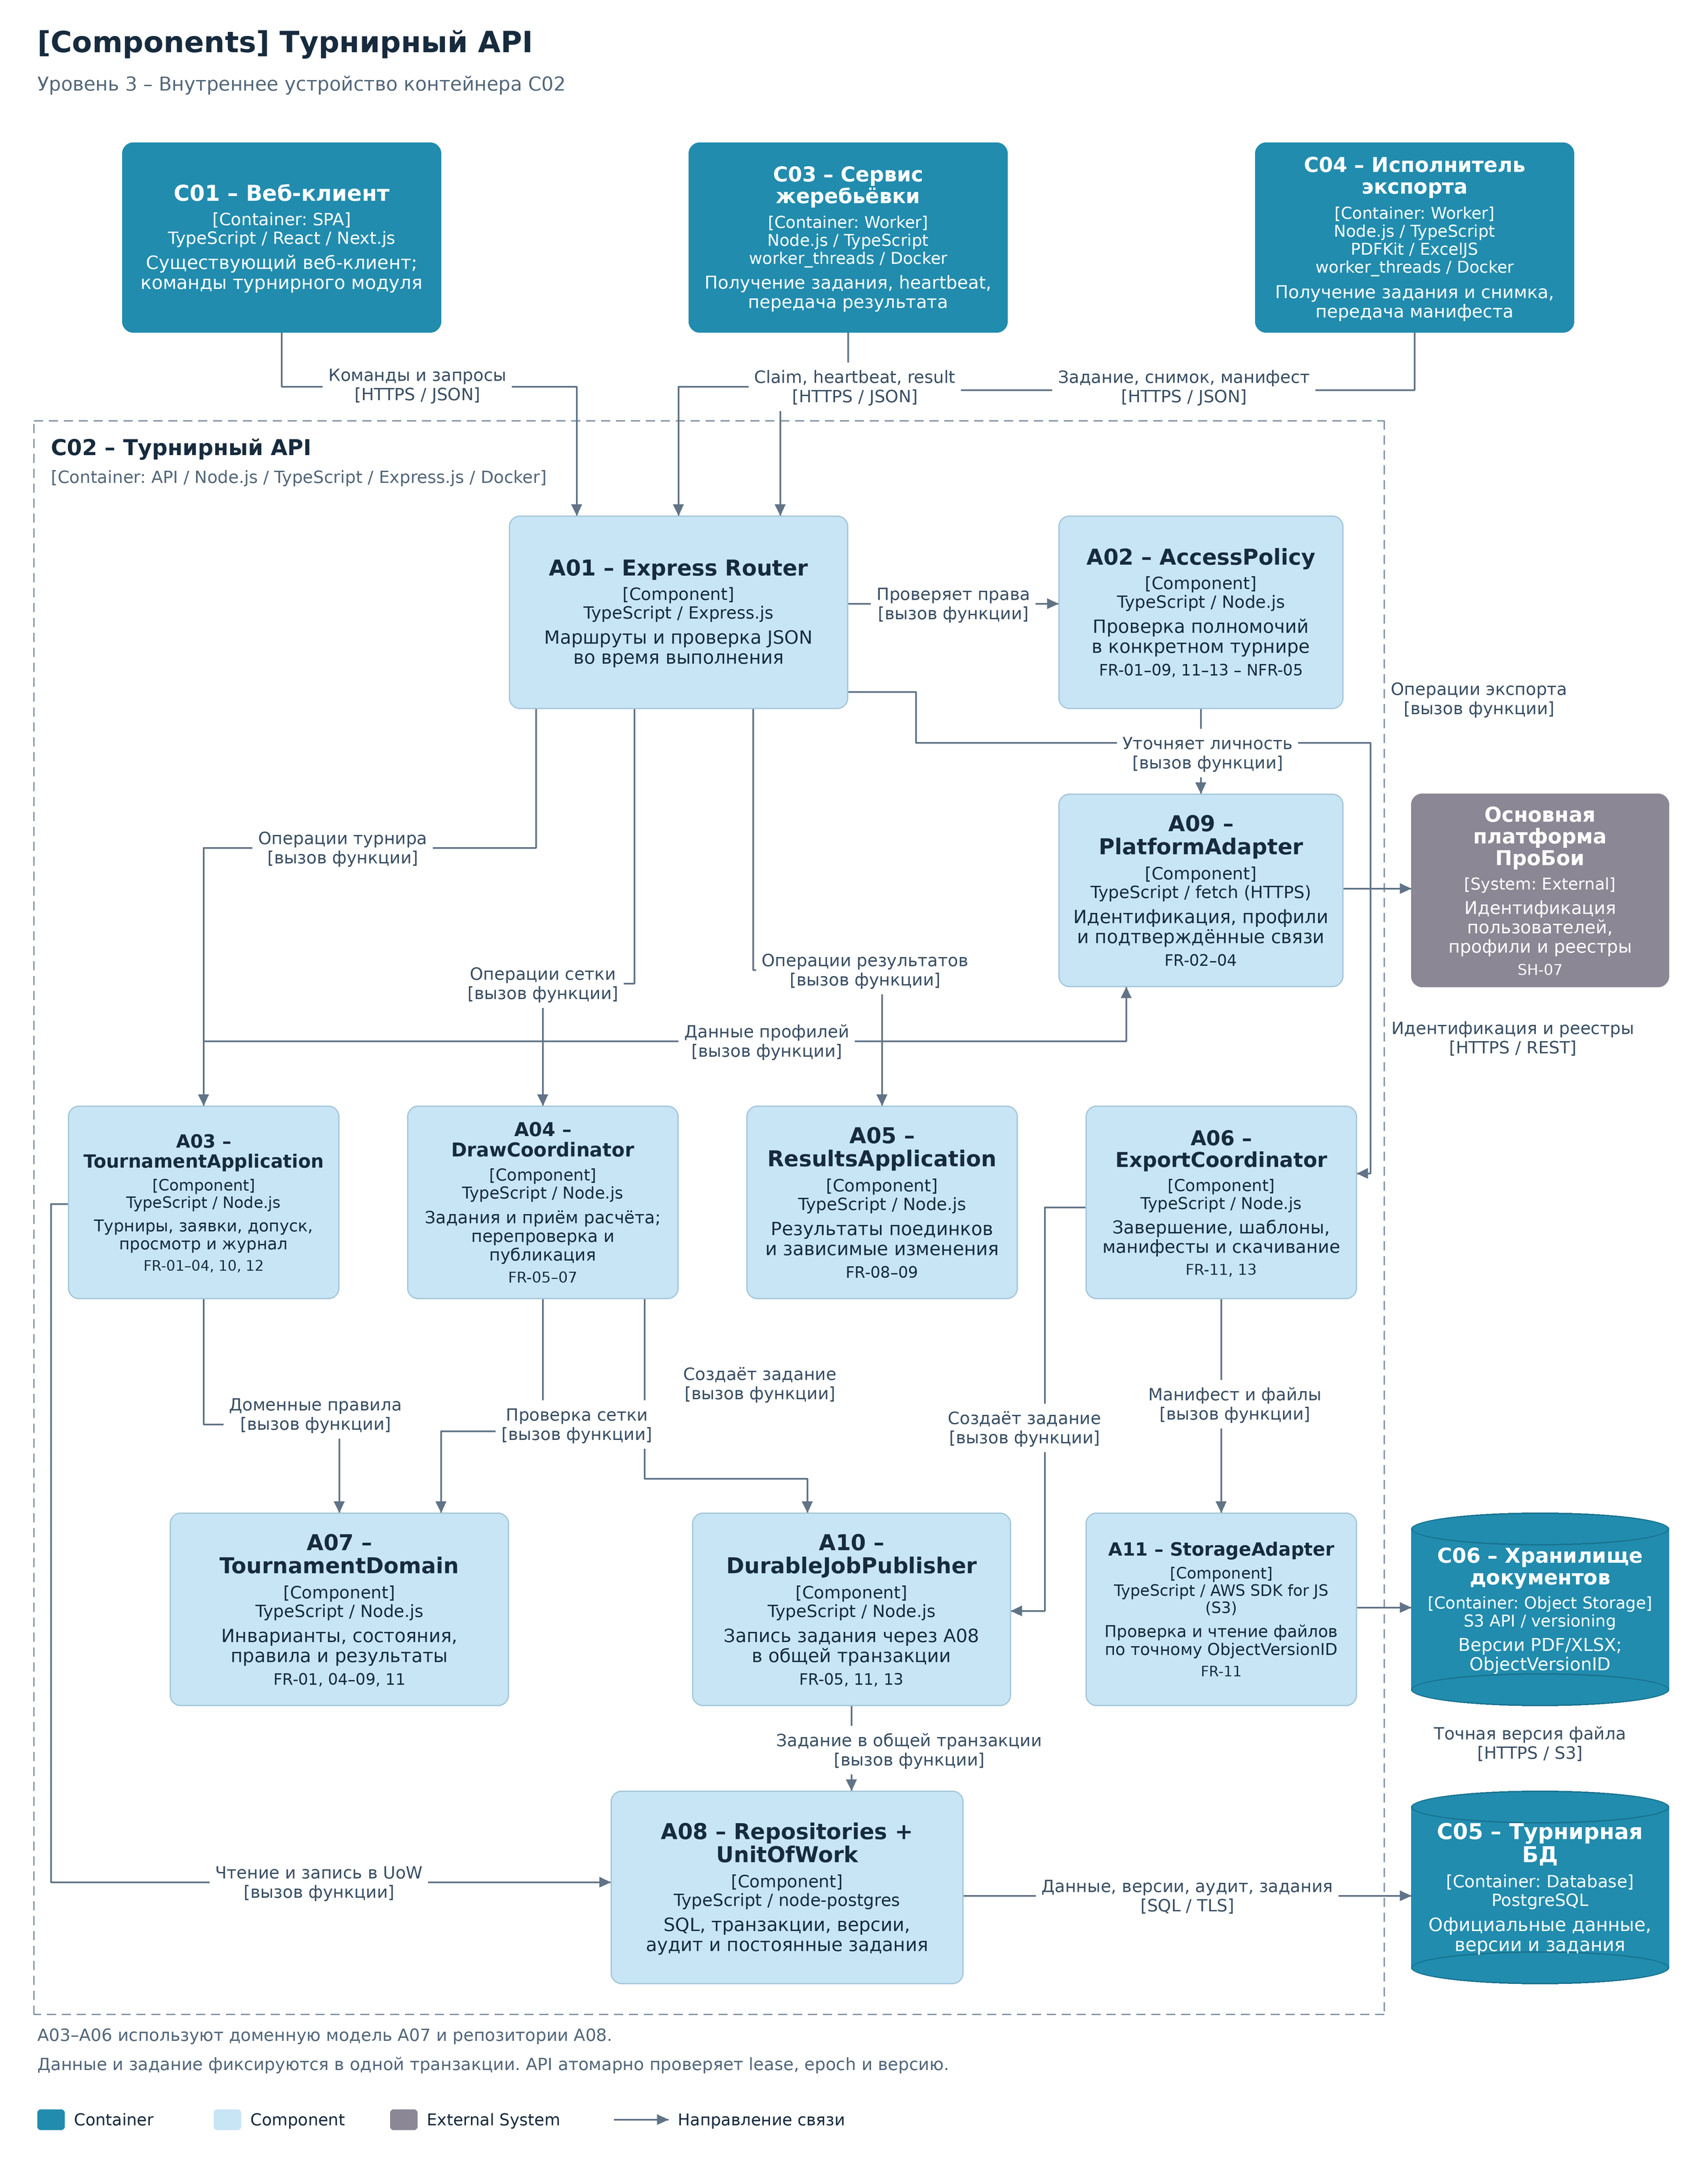 [Components] Турнирный API
Уровень 3 – Внутреннее устройство контейнера C02
C01 – Веб-клиент
[Container: SPA]
TypeScript / React / Next.js
Существующий веб-клиент;
команды турнирного модуля
C03 – Сервис
жеребьёвки
[Container: Worker]
Node.js / TypeScript
worker_threads / Docker
Получение задания, heartbeat,
передача результата
C04 – Исполнитель
экспорта
[Container: Worker]
Node.js / TypeScript
PDFKit / ExcelJS
worker_threads / Docker
Получение задания и снимка,
передача манифеста
Команды и запросы
[HTTPS / JSON]
Claim, heartbeat, result
[HTTPS / JSON]
Задание, снимок, манифест
[HTTPS / JSON]
C02 – Турнирный API
[Container: API / Node.js / TypeScript / Express.js / Docker]
A01 – Express Router
[Component]
TypeScript / Express.js
Маршруты и проверка JSON
во время выполнения
Проверяет права
[вызов функции]
A02 – AccessPolicy
[Component]
TypeScript / Node.js
Проверка полномочий
в конкретном турнире
FR-01–09, 11–13 – NFR-05
Операции экспорта
[вызов функции]
Уточняет личность
[вызов функции]
Операции турнира
[вызов функции]
A09 –
PlatformAdapter
[Component]
TypeScript / fetch (HTTPS)
Идентификация, профили
и подтверждённые связи
FR-02–04
Основная
платформа
ПроБои
[System: External]
Идентификация
пользователей,
профили и реестры
SH-07
Операции сетки
[вызов функции]
Операции результатов
[вызов функции]
Данные профилей
[вызов функции]
Идентификация и реестры
[HTTPS / REST]
A03 –
TournamentApplication
[Component]
TypeScript / Node.js
Турниры, заявки, допуск,
просмотр и журнал
FR-01–04, 10, 12
A04 –
DrawCoordinator
[Component]
TypeScript / Node.js
Задания и приём расчёта;
перепроверка и
публикация
FR-05–07
A05 –
ResultsApplication
[Component]
TypeScript / Node.js
Результаты поединков
и зависимые изменения
FR-08–09
A06 –
ExportCoordinator
[Component]
TypeScript / Node.js
Завершение, шаблоны,
манифесты и скачивание
FR-11, 13
Доменные правила
[вызов функции]
Проверка сетки
[вызов функции]
Создаёт задание
[вызов функции]
Создаёт задание
[вызов функции]
Манифест и файлы
[вызов функции]
A07 –
TournamentDomain
[Component]
TypeScript / Node.js
Инварианты, состояния,
правила и результаты
FR-01, 04–09, 11
A10 –
DurableJobPublisher
[Component]
TypeScript / Node.js
Запись задания через A08
в общей транзакции
FR-05, 11, 13
A11 – StorageAdapter
[Component]
TypeScript / AWS SDK for JS
(S3)
Проверка и чтение файлов
по точному ObjectVersionID
FR-11
C06 – Хранилище
документов
[Container: Object Storage]
S3 API / versioning
Версии PDF/XLSX;
ObjectVersionID
Точная версия файла
[HTTPS / S3]
Задание в общей транзакции
[вызов функции]
A08 – Repositories +
UnitOfWork
[Component]
TypeScript / node-postgres
SQL, транзакции, версии,
аудит и постоянные задания
Чтение и запись в UoW
[вызов функции]
Данные, версии, аудит, задания
[SQL / TLS]
C05 – Турнирная
БД
[Container: Database]
PostgreSQL
Официальные данные,
версии и задания
A03–A06 используют доменную модель A07 и репозитории A08.
Данные и задание фиксируются в одной транзакции. API атомарно проверяет lease, epoch и версию.
Container
Component
External System
Направление связи